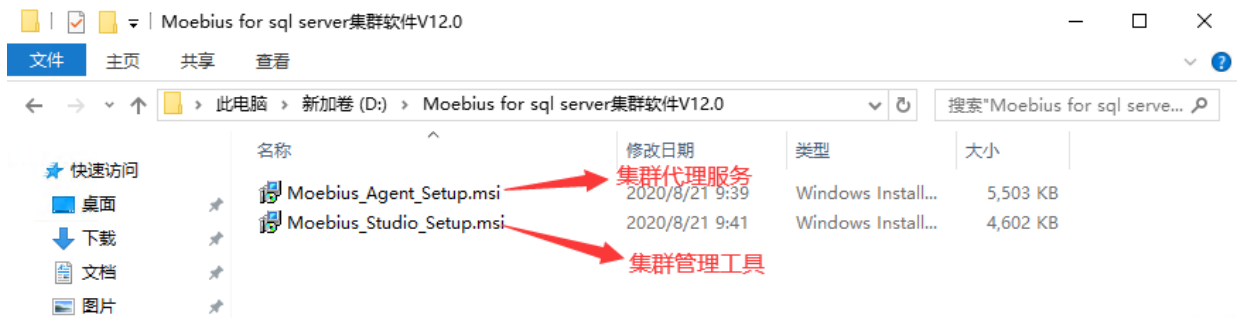 Moebius for sql server集群软件V12.0
文件 主页 共享 查看
此电脑 > 新加卷 (D:) > Moebius for sql server集群软件V12.0
搜索"Moebius for sql serve...
名称 修改日期 类型 大小
快速访问
桌面
下载
文档
图片
Moebius_Agent_Setup.msi 2020/8/21 9:39 Windows Install... 5,503 KB
集群代理服务
Moebius_Studio_Setup.msi 2020/8/21 9:41 Windows Install... 4,602 KB
集群管理工具